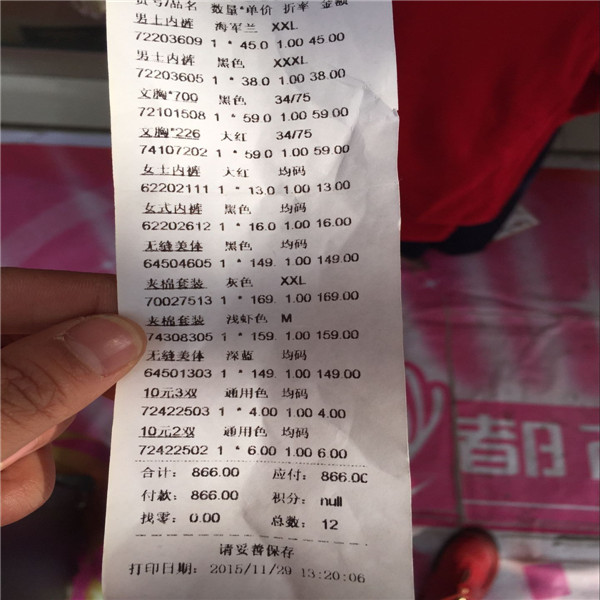 货号/品名 数量*单价 折率 金额
男士内裤 海军兰 XXL
72203609 1 * 45.0 1.00 45.00
男士内裤 黑色 XXXL
72203605 1 * 38.0 1.00 38.00
文胸*700 黑色 34/75
72101508 1 * 59.0 1.00 59.00
文胸*226 大红 34/75
74107202 1 * 59.0 1.00 59.00
女士内裤 大红 均码
62202111 1 * 13.0 1.00 13.00
女式内裤 黑色 均码
62202612 1 * 16.0 1.00 16.00
无缝美体 黑色 均码
64504605 1 * 149. 1.00 149.00
夹棉套装 灰色 XXL
70027513 1 * 169. 1.00 169.00
夹棉套装 浅虾色 M
74308305 1 * 159. 1.00 159.00
无缝美体 深蓝 均码
64501303 1 * 149. 1.00 149.00
10元3双 通用色 均码
72422503 1 * 4.00 1.00 4.00
10元2双 通用色 均码
72422502 1 * 6.00 1.00 6.00
合计: 866.00 应付: 866.00
付款: 866.00 积分: null
找零: 0.00 总数: 12
请妥善保存
打印日期: 2015/11/29 13:20:06
都